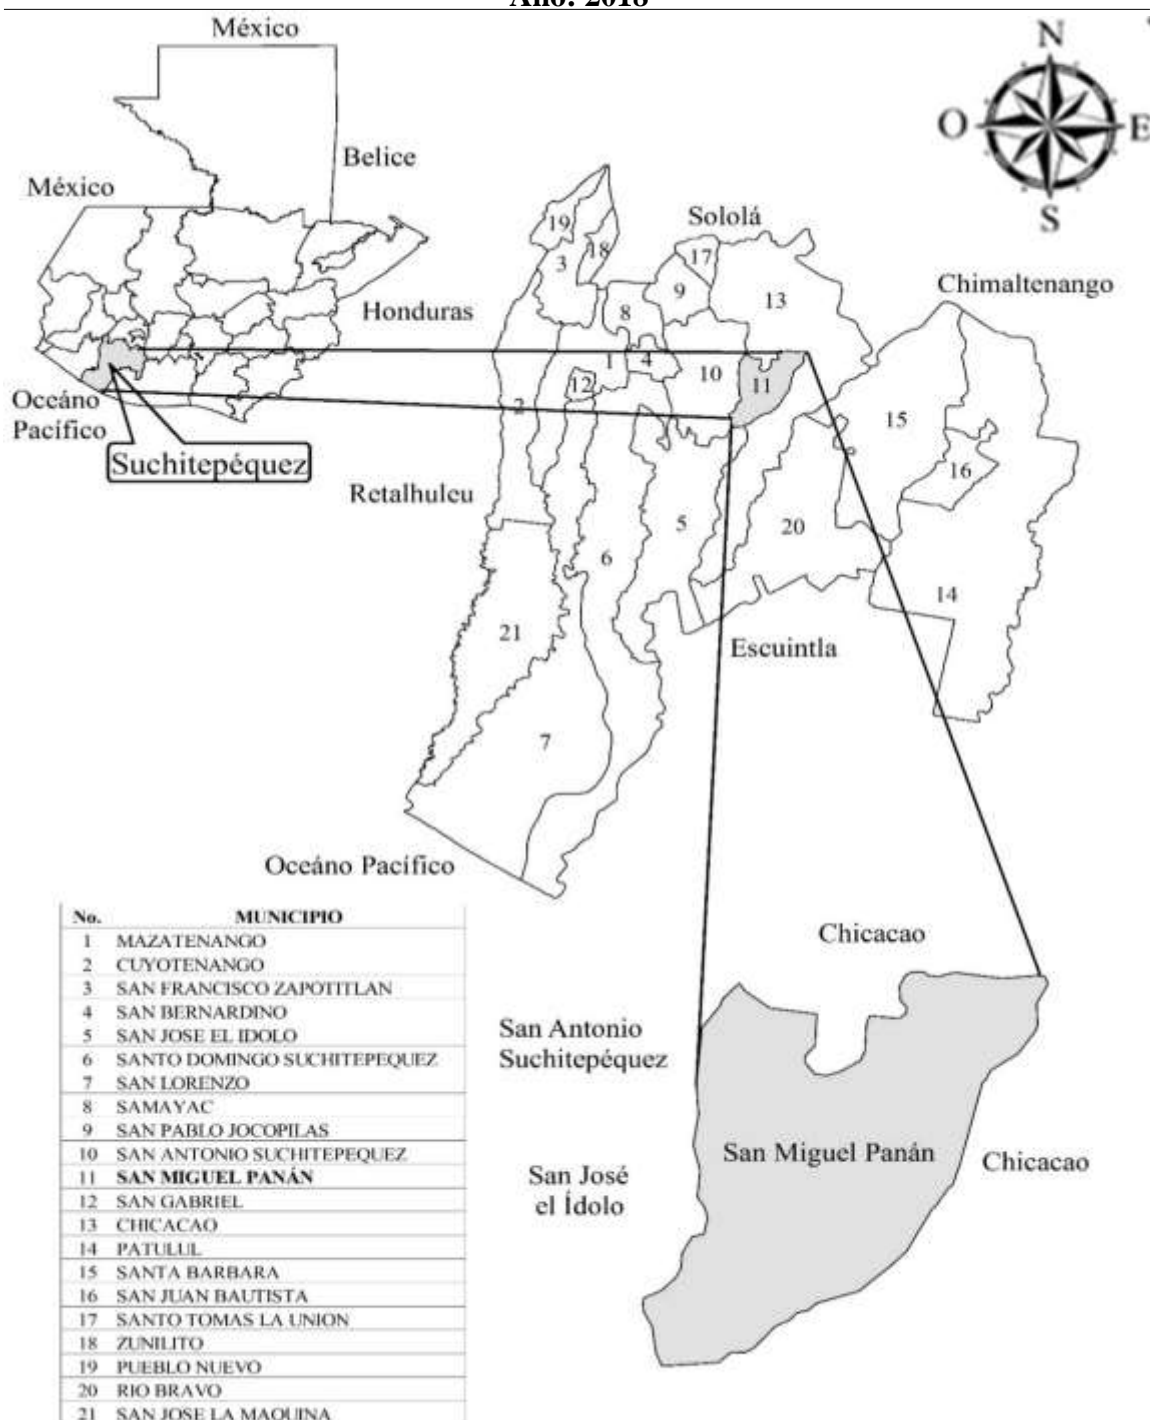 Año: 2018
México
N
O
E
S
Belice
México
Sololá
Chimaltenango
Honduras
Océano
Pacífico
Suchitepéquez
Retalhuleu
Escuintla
Oceáno Pacífico
19
18
3
17
9
13
8
1
4
10
11
12
2
15
16
5
20
6
14
21
7
No. MUNICIPIO
1 MAZATENANGO
2 CUYOTENANGO
3 SAN FRANCISCO ZAPOTITLAN
4 SAN BERNARDINO
5 SAN JOSE EL IDOLO
6 SANTO DOMINGO SUCHITEPEQUEZ
7 SAN LORENZO
8 SAMAYAC
9 SAN PABLO JOCOPILAS
10 SAN ANTONIO SUCHITEPEQUEZ
11 SAN MIGUEL PANÁN
12 SAN GABRIEL
13 CHICACAO
14 PATULUL
15 SANTA BARBARA
16 SAN JUAN BAUTISTA
17 SANTO TOMAS LA UNION
18 ZUNILITO
19 PUEBLO NUEVO
20 RIO BRAVO
21 SAN JOSE LA MAQUINA
Chicacao
San Antonio
Suchitepéquez
San Miguel Panán
Chicacao
San José
el Ídolo